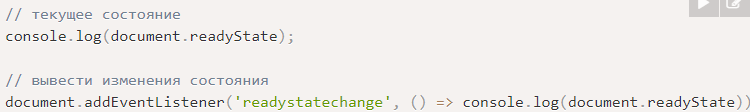 // текущее состояние
console.log(document.readyState);
// вывести изменения состояния
document.addEventListener('readystatechange', () => console.log(document.readyState))